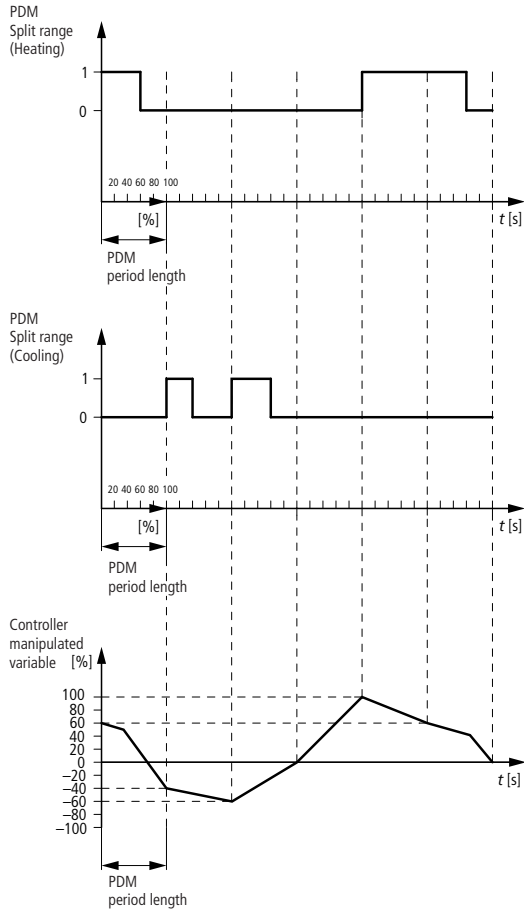 PDM
Split range
(Heating)
1
0
20 40 60 80 100
[%]
t [s]
PDM
period length
PDM
Split range
(Cooling)
1
0
20 40 60 80 100
[%]
t [s]
PDM
period length
Controller
manipulated
variable [%]
100
80
60
40
20
0
–20
–40
–60
–80
–100
t [s]
PDM
period length